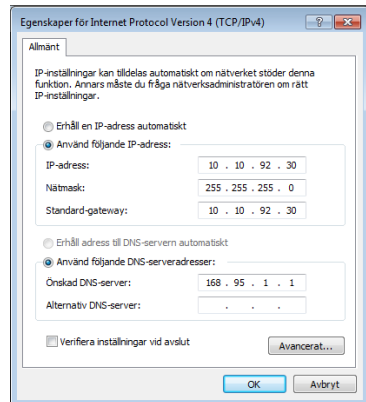 Egenskaper för Internet Protocol Version 4 (TCP/IPv4)
Allmänt
IP-inställningar kan tilldelas automatiskt om nätverket stöder denna
funktion. Annars måste du fråga nätverksadministratören om rätt
IP-inställningar.
Erhåll en IP-adress automatiskt
Använd följande IP-adress:
IP-adress: 10 . 10 . 92 . 30
Nätmask: 255 . 255 . 255 . 0
Standard-gateway: 10 . 10 . 92 . 30
Erhåll adress till DNS-servern automatiskt
Använd följande DNS-serveradresser:
Önskad DNS-server: 168 . 95 . 1 . 1
Alternativ DNS-server: . . .
Verifiera inställningar vid avslut
Avancerat...
OK Avbryt